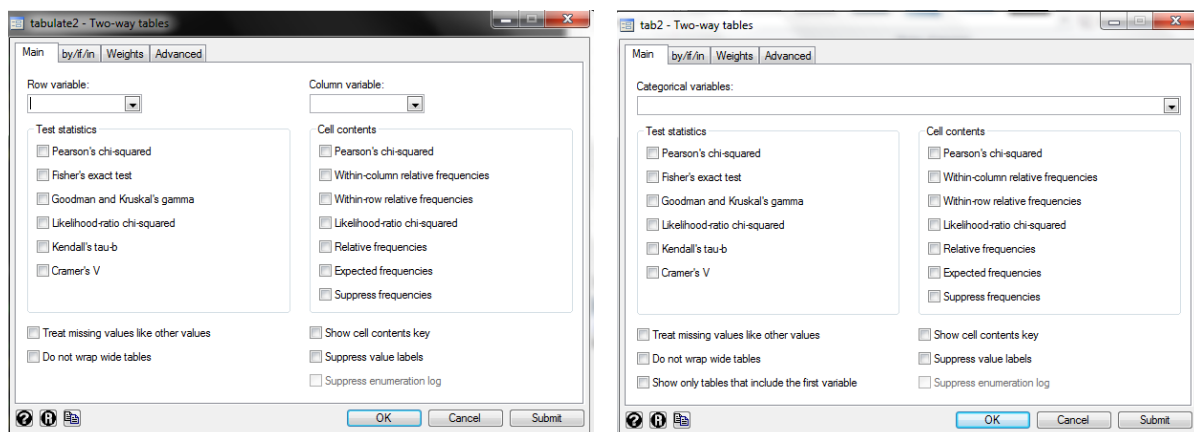 tabulate2 - Two-way tables
Main by/if/in Weights Advanced
Row variable: Column variable:
Test statistics Cell contents
Pearson's chi-squared Pearson's chi-squared
Fisher's exact test Within-column relative frequencies
Goodman and Kruskal's gamma Within-row relative frequencies
Likelihood-ratio chi-squared Likelihood-ratio chi-squared
Kendall's tau-b Relative frequencies
Cramer's V Expected frequencies
Suppress frequencies
Treat missing values like other values Show cell contents key
Do not wrap wide tables Suppress value labels
Suppress enumeration log
? R OK Cancel Submit
tab2 - Two-way tables
Main by/if/in Weights Advanced
Categorical variables:
Test statistics Cell contents
Pearson's chi-squared Pearson's chi-squared
Fisher's exact test Within-column relative frequencies
Goodman and Kruskal's gamma Within-row relative frequencies
Likelihood-ratio chi-squared Likelihood-ratio chi-squared
Kendall's tau-b Relative frequencies
Cramer's V Expected frequencies
Suppress frequencies
Treat missing values like other values Show cell contents key
Do not wrap wide tables Suppress value labels
Show only tables that include the first variable Suppress enumeration log
? R OK Cancel Submit